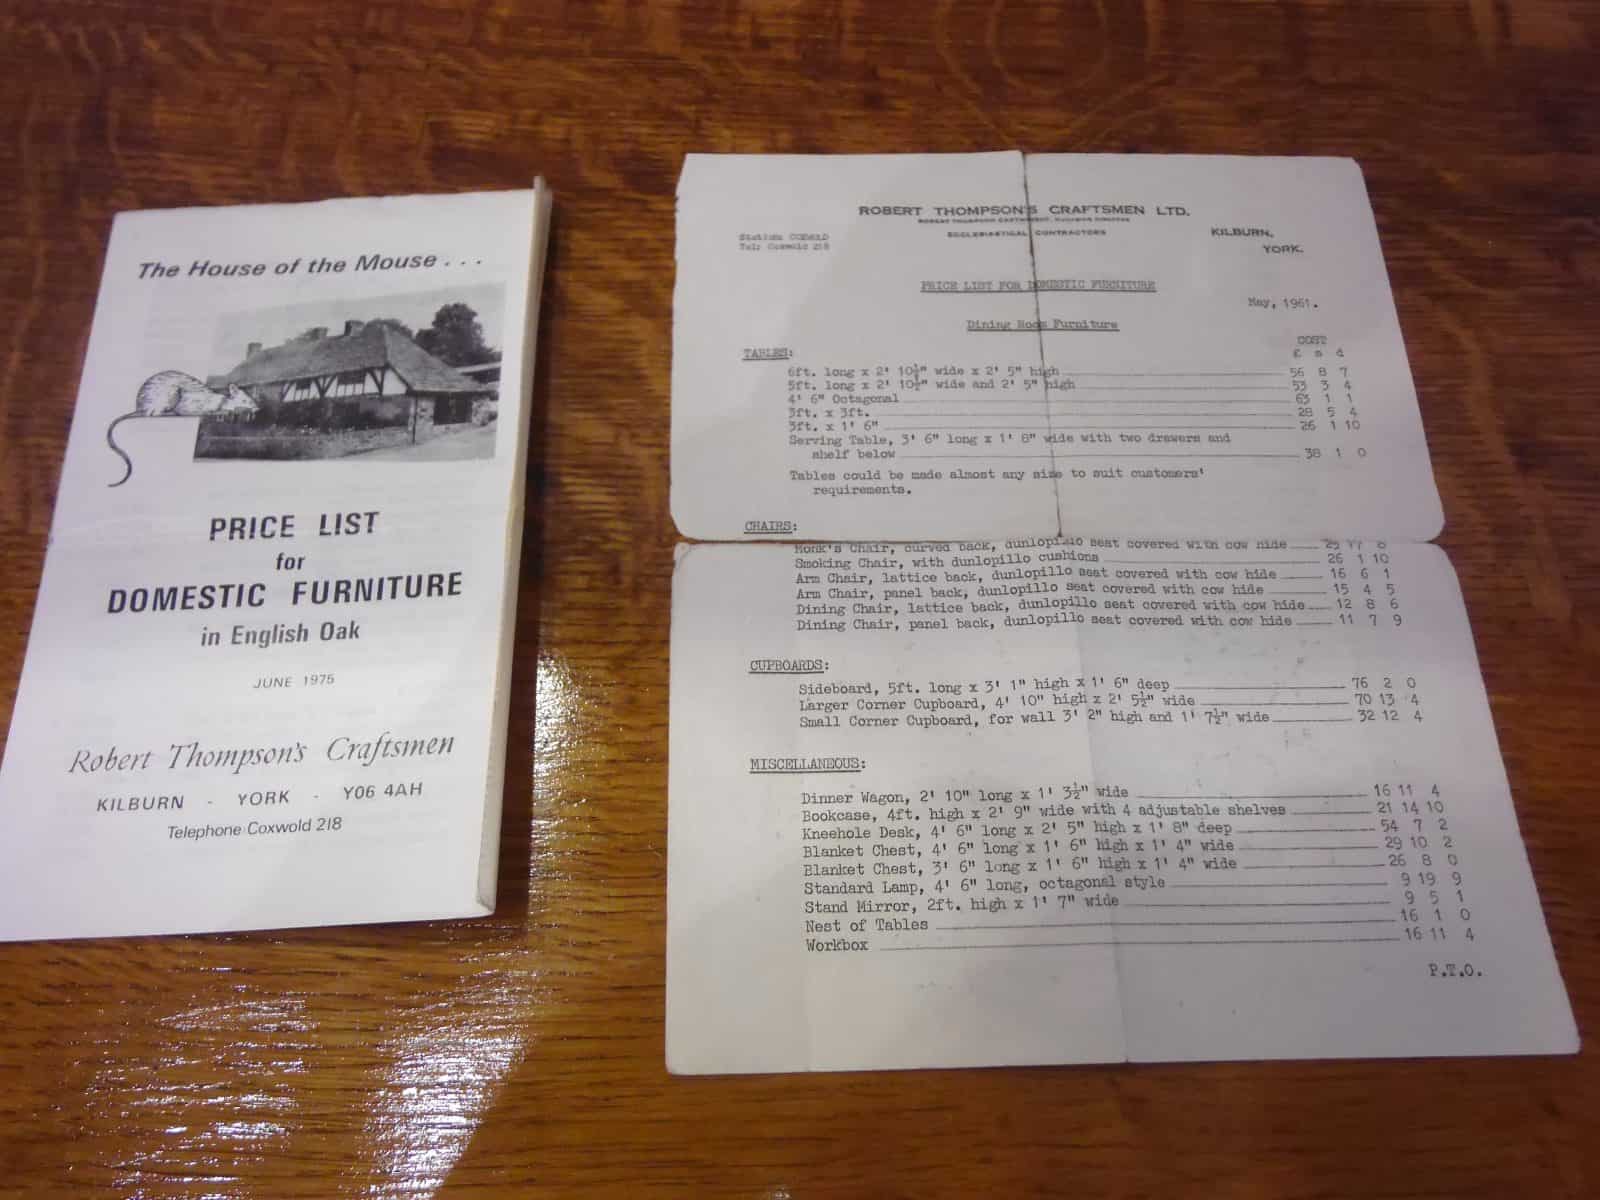 The House of the Mouse . . .
PRICE LIST
for
DOMESTIC FURNITURE
in English Oak
JUNE 1975
Robert Thompson's Craftsmen
KILBURN - YORK - YO6 4AH
Telephone Coxwold 218
ROBERT THOMPSON'S CRAFTSMEN LTD.
ECCLESIASTICAL CONTRACTORS
Station: COXWOLD
Tel: Coxwold 218
KILBURN,
YORK.
PRICE LIST FOR DOMESTIC FURNITURE
May, 1961.
Dining Room Furniture
COST
£ s d
TABLES:
6ft. long x 2' 10½" wide x 2' 5" high 56 8 7
5ft. long x 2' 10½" wide and 2' 5" high 53 3 4
4' 6" Octagonal 63 1 1
3ft. x 3ft. 28 5 4
3ft. x 1' 6" 26 1 10
Serving Table, 3' 6" long x 1' 8" wide with two drawers and
shelf below 38 1 0
Tables could be made almost any size to suit customers'
requirements.
CHAIRS:
Monk's Chair, curved back, dunlopillo seat covered with cow hide
Smoking Chair, with dunlopillo cushions 26 1 10
Arm Chair, lattice back, dunlopillo seat covered with cow hide 16 6 1
Arm Chair, panel back, dunlopillo seat covered with cow hide 15 4 5
Dining Chair, lattice back, dunlopillo seat covered with cow hide 12 8 6
Dining Chair, panel back, dunlopillo seat covered with cow hide 11 7 9
CUPBOARDS:
Sideboard, 5ft. long x 3' 1" high x 1' 6" deep 76 2 0
Larger Corner Cupboard, 4' 10" high x 2' 5½" wide 70 13 4
Small Corner Cupboard, for wall 3' 2" high and 1' 7½" wide 32 12 4
MISCELLANEOUS:
Dinner Wagon, 2' 10" long x 1' 3½" wide 16 11 4
Bookcase, 4ft. high x 2' 9" wide with 4 adjustable shelves 21 14 10
Kneehole Desk, 4' 6" long x 2' 5" high x 1' 8" deep 54 7 2
Blanket Chest, 4' 6" long x 1' 6" high x 1' 4" wide 29 10 2
Blanket Chest, 3' 6" long x 1' 6" high x 1' 4" wide 26 8 0
Standard Lamp, 4' 6" long, octagonal style 9 19 9
Stand Mirror, 2ft. high x 1' 7" wide 9 5 1
Nest of Tables 16 1 0
Workbox 16 11 4
P.T.O.